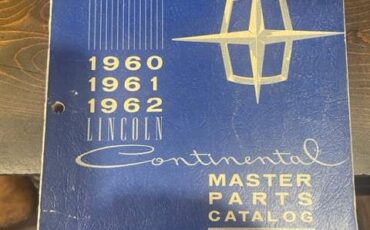 1960
1961
1962
LINCOLN
Continental
MASTER
PARTS
CATALOG